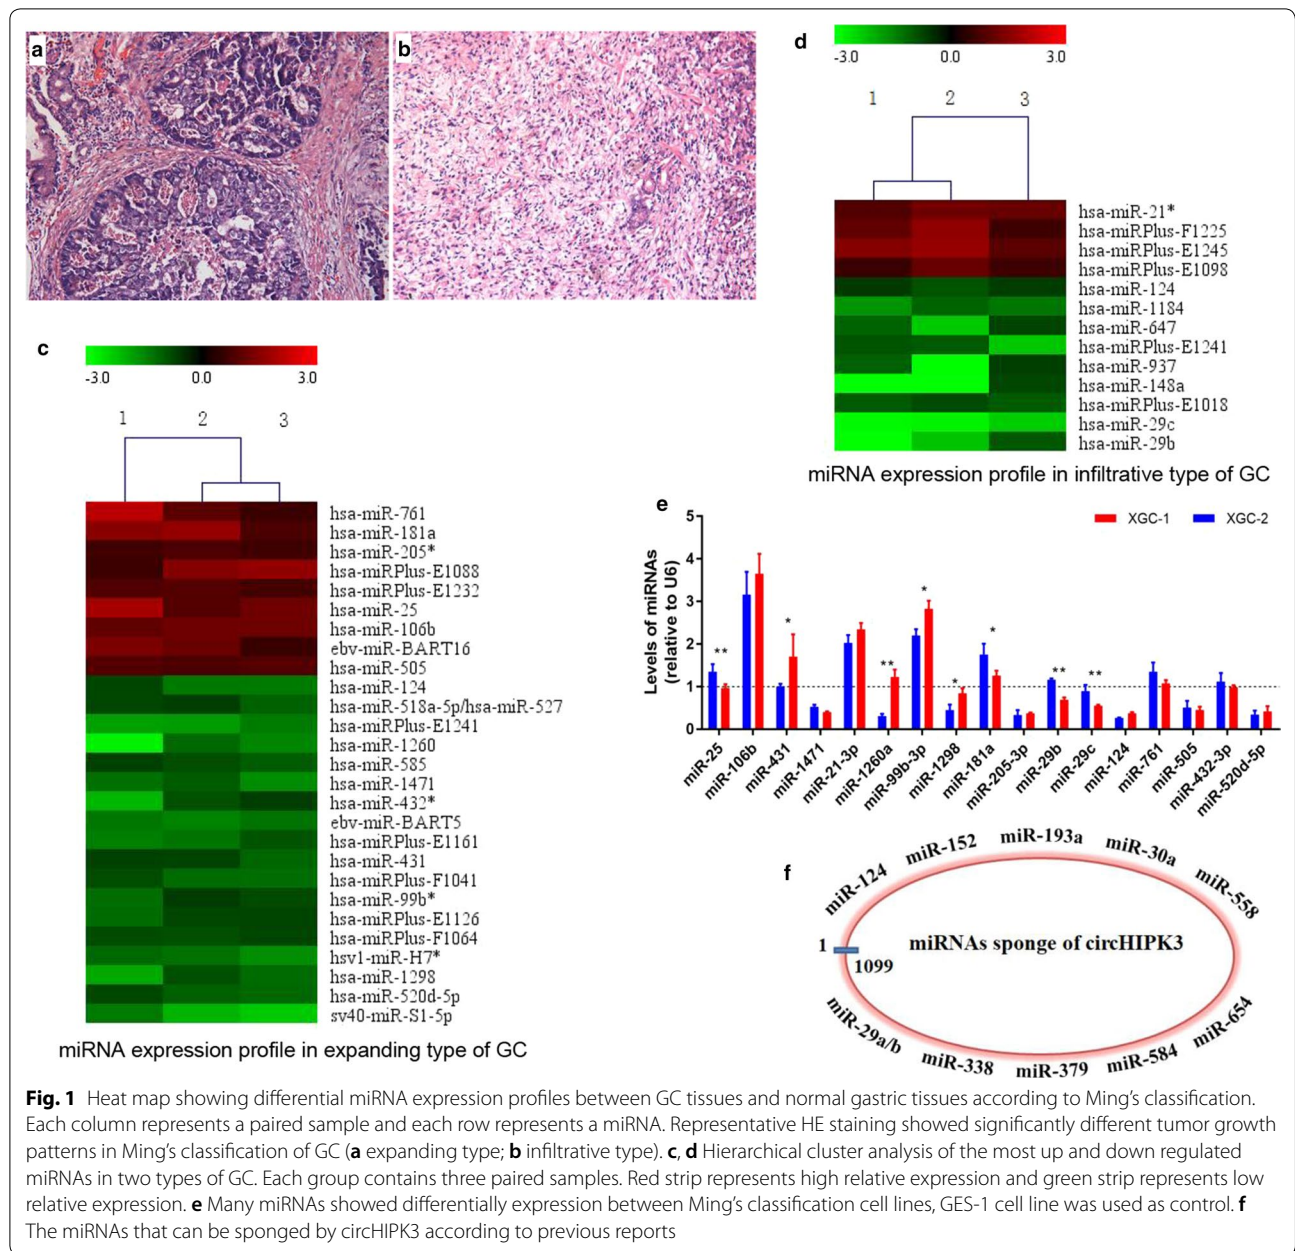 a
b
d
-3.0
3.0
1
2
3
hsa-miR-21*
hsa-miRPlus-F1225
hsa-miRPlus-E1245
hsa-miRPlus-E1098
hsa-miR-124
hsa-miR-1184
hsa-miR-647
hsa-miRPlus-E1241
hsa-miR-937
hsa-miR-148a
hsa-miRPlus-E1018
hsa-miR-29c
hsa-miR-29b
miRNA expression profile in infiltrative type of GC
c
-3.0
0.0
3.0
1
2
3
hsa-miR-761
hsa-miR-181a
hsa-miR-205*
hsa-miRPlus-E1088
hsa-miRPlus-E1232
hsa-miR-25
hsa-miR-106b
ebv-miR-BART16
hsa-miR-505
hsa-miR-124
hsa-miR-518a-5p/hsa-miR-527
hsa-miRPlus-E1241
hsa-miR-1260
hsa-miR-585
hsa-miR-1471
hsa-miR-432*
ebv-miR-BART5
hsa-miRPlus-E1161
hsa-miR-431
hsa-miRPlus-F1041
hsa-miR-99b*
hsa-miRPlus-E1126
hsa-miRPlus-F1064
hsv1-miR-H7*
hsa-miR-1298
hsa-miR-520d-5p
sv40-miR-S1-5p
miRNA expression profile in expanding type of GC
e
XGC-1
XGC-2
Levels of miRNAs
(relative to U6)
5
4
3
2
1
0
**
*
**
*
*
*
**
**
miR-25
miR-106b
miR-431
miR-1471
miR-21-3p
miR-1260a
miR-99b-3p
miR-1298
miR-181a
miR-205-3p
miR-29b
miR-29c
miR-124
miR-761
miR-505
miR-432-3p
miR-520d-5p
f
miR-124
miR-152
miR-193a
miR-30a
miR-558
1
1099
miRNAs sponge of circHIPK3
miR-29a/b
miR-338
miR-379
miR-584
miR-654
Fig. 1 Heat map showing differential miRNA expression profiles between GC tissues and normal gastric tissues according to Ming's classification.
Each column represents a paired sample and each row represents a miRNA. Representative HE staining showed significantly different tumor growth
patterns in Ming's classification of GC (a expanding type; b infiltrative type). c, d Hierarchical cluster analysis of the most up and down regulated
miRNAs in two types of GC. Each group contains three paired samples. Red strip represents high relative expression and green strip represents low
relative expression. e Many miRNAs showed differentially expression between Ming's classification cell lines, GES-1 cell line was used as control. f
The miRNAs that can be sponged by circHIPK3 according to previous reports